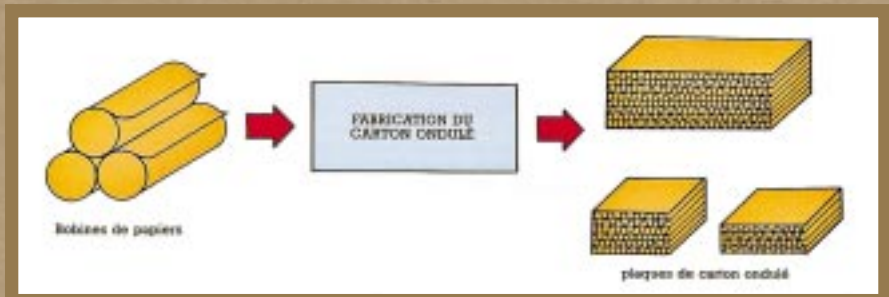 FABRICATION DU
CARTON ONDULÉ
Bobines de papiers
plaques de carton ondulé